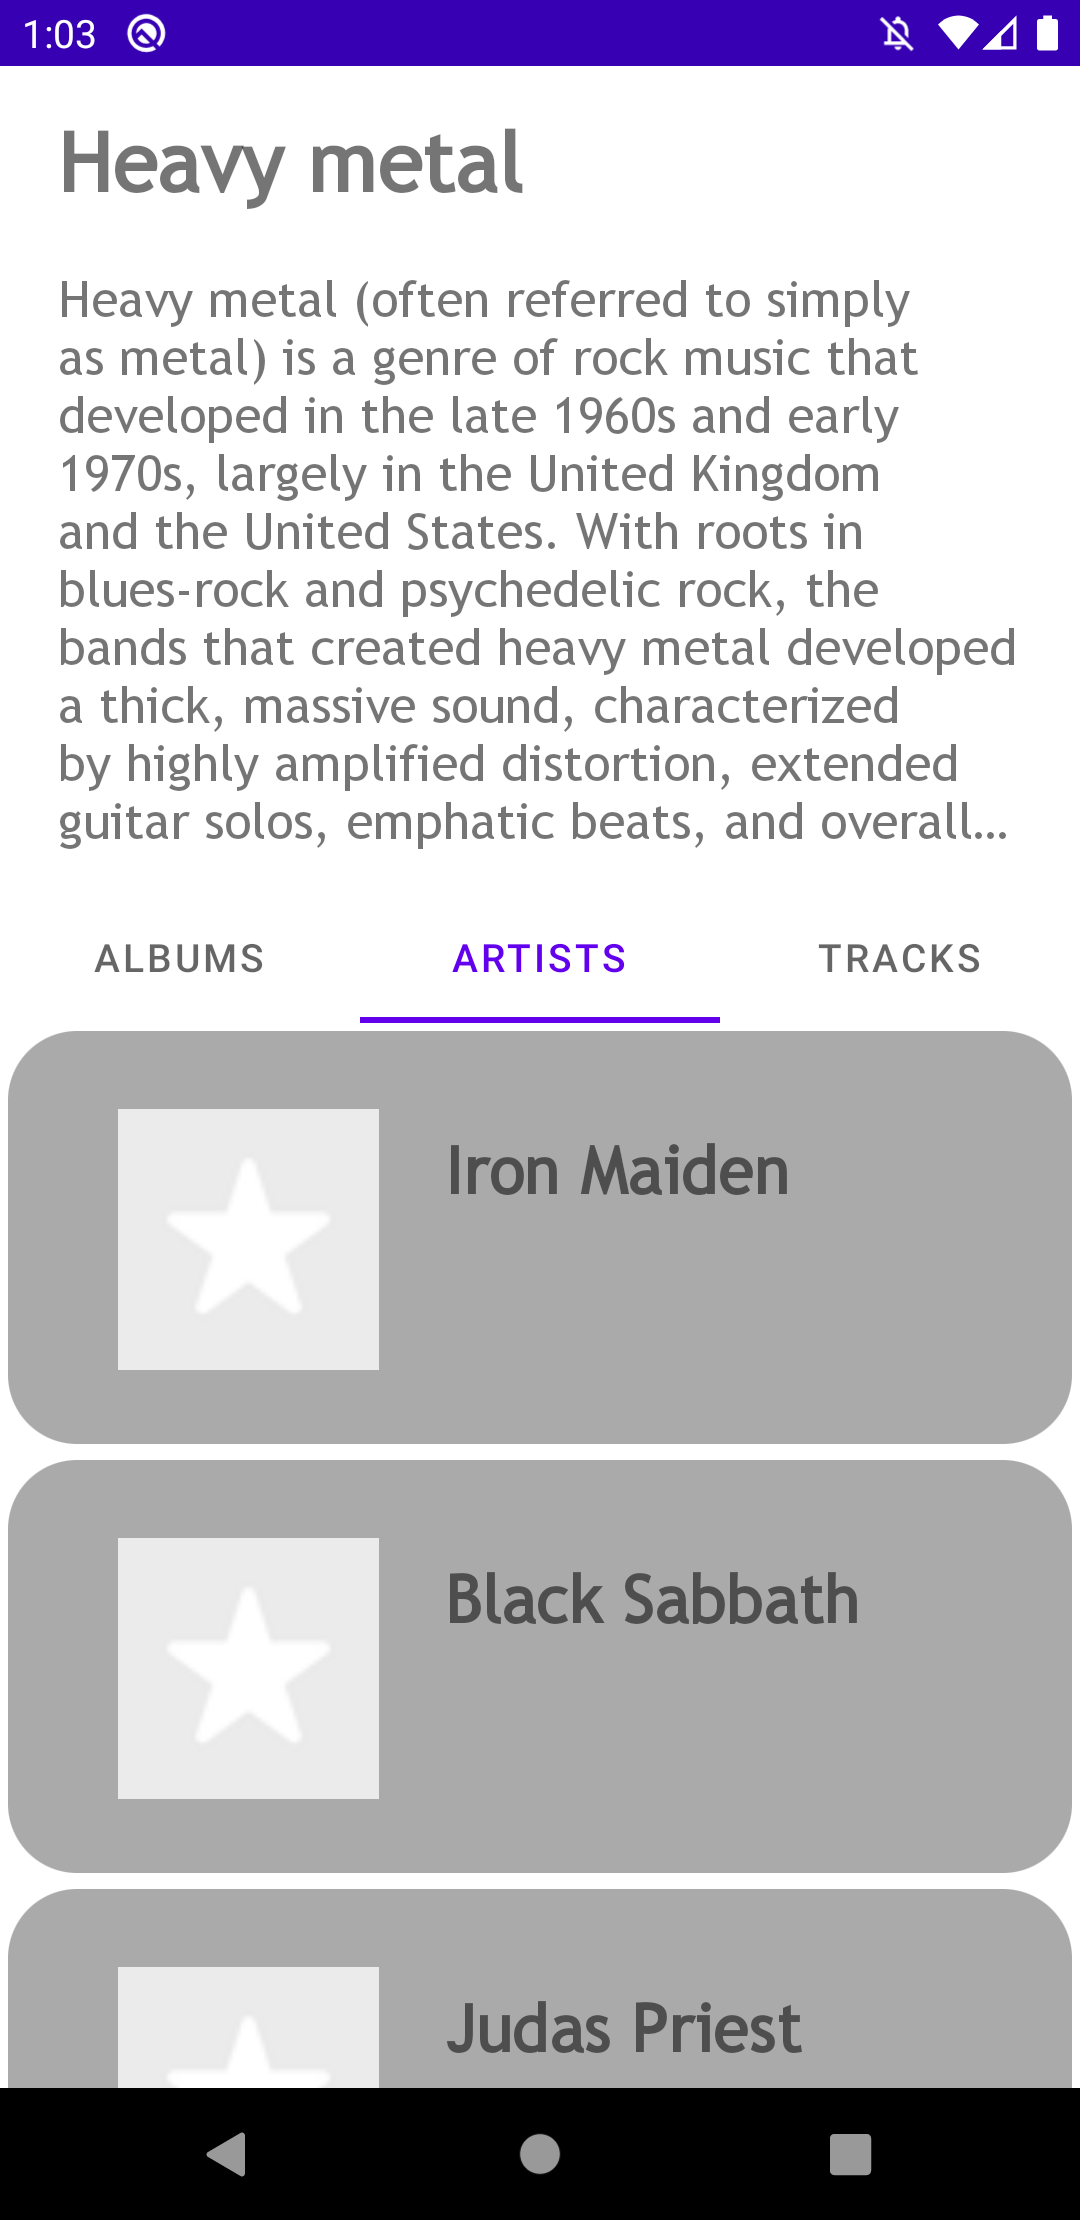 1:03
Heavy metal
Heavy metal (often referred to simply
as metal) is a genre of rock music that
developed in the late 1960s and early
1970s, largely in the United Kingdom
and the United States. With roots in
blues-rock and psychedelic rock, the
bands that created heavy metal developed
a thick, massive sound, characterized
by highly amplified distortion, extended
guitar solos, emphatic beats, and overall…
ALBUMS ARTISTS TRACKS
Iron Maiden
Black Sabbath
Judas Priest